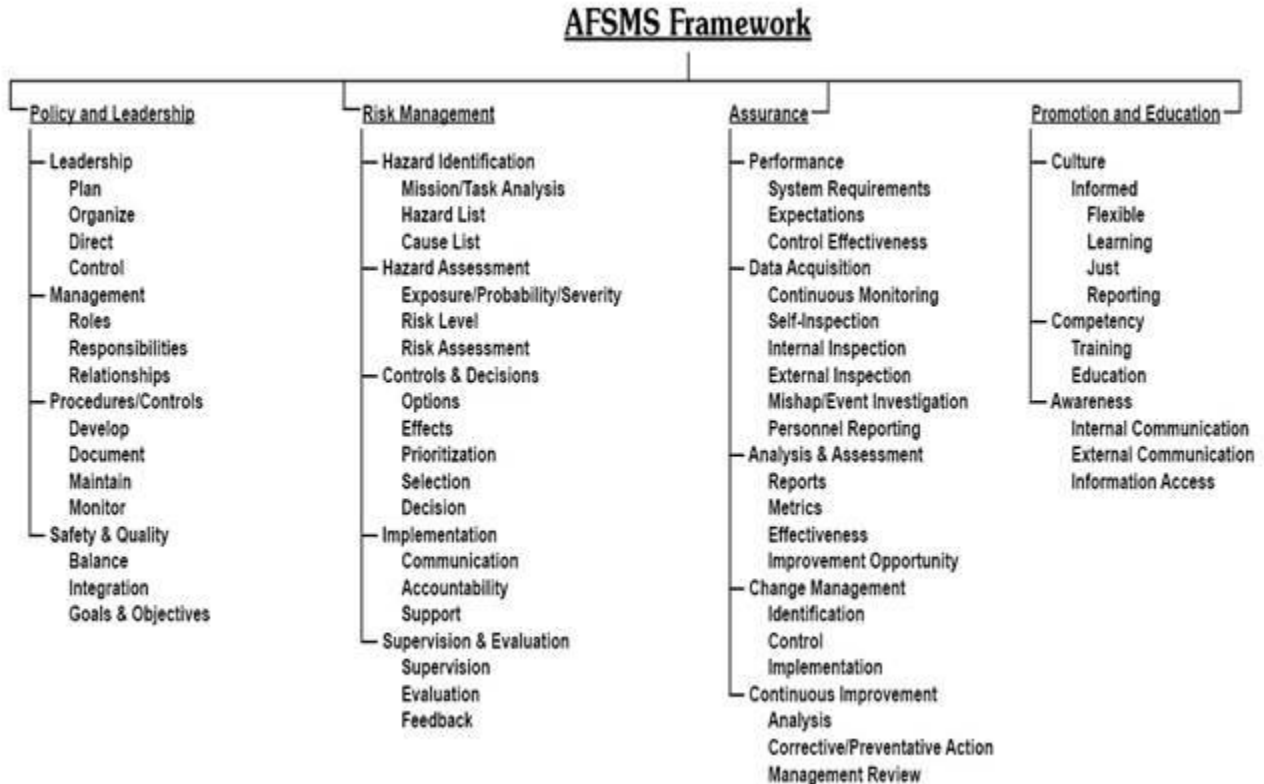 AFSMS Framework
Policy and Leadership
Leadership
Plan
Organize
Direct
Control
Management
Roles
Responsibilities
Relationships
Procedures/Controls
Develop
Document
Maintain
Monitor
Safety & Quality
Balance
Integration
Goals & Objectives
Risk Management
Hazard Identification
Mission/Task Analysis
Hazard List
Cause List
Hazard Assessment
Exposure/Probability/Severity
Risk Level
Risk Assessment
Controls & Decisions
Options
Effects
Prioritization
Selection
Decision
Implementation
Communication
Accountability
Support
Supervision & Evaluation
Supervision
Evaluation
Feedback
Assurance
Performance
System Requirements
Expectations
Control Effectiveness
Data Acquisition
Continuous Monitoring
Self-Inspection
Internal Inspection
External Inspection
Mishap/Event Investigation
Personnel Reporting
Analysis & Assessment
Reports
Metrics
Effectiveness
Improvement Opportunity
Change Management
Identification
Control
Implementation
Continuous Improvement
Analysis
Corrective/Preventative Action
Management Review
Promotion and Education
Culture
Informed
Flexible
Learning
Just
Reporting
Competency
Training
Education
Awareness
Internal Communication
External Communication
Information Access